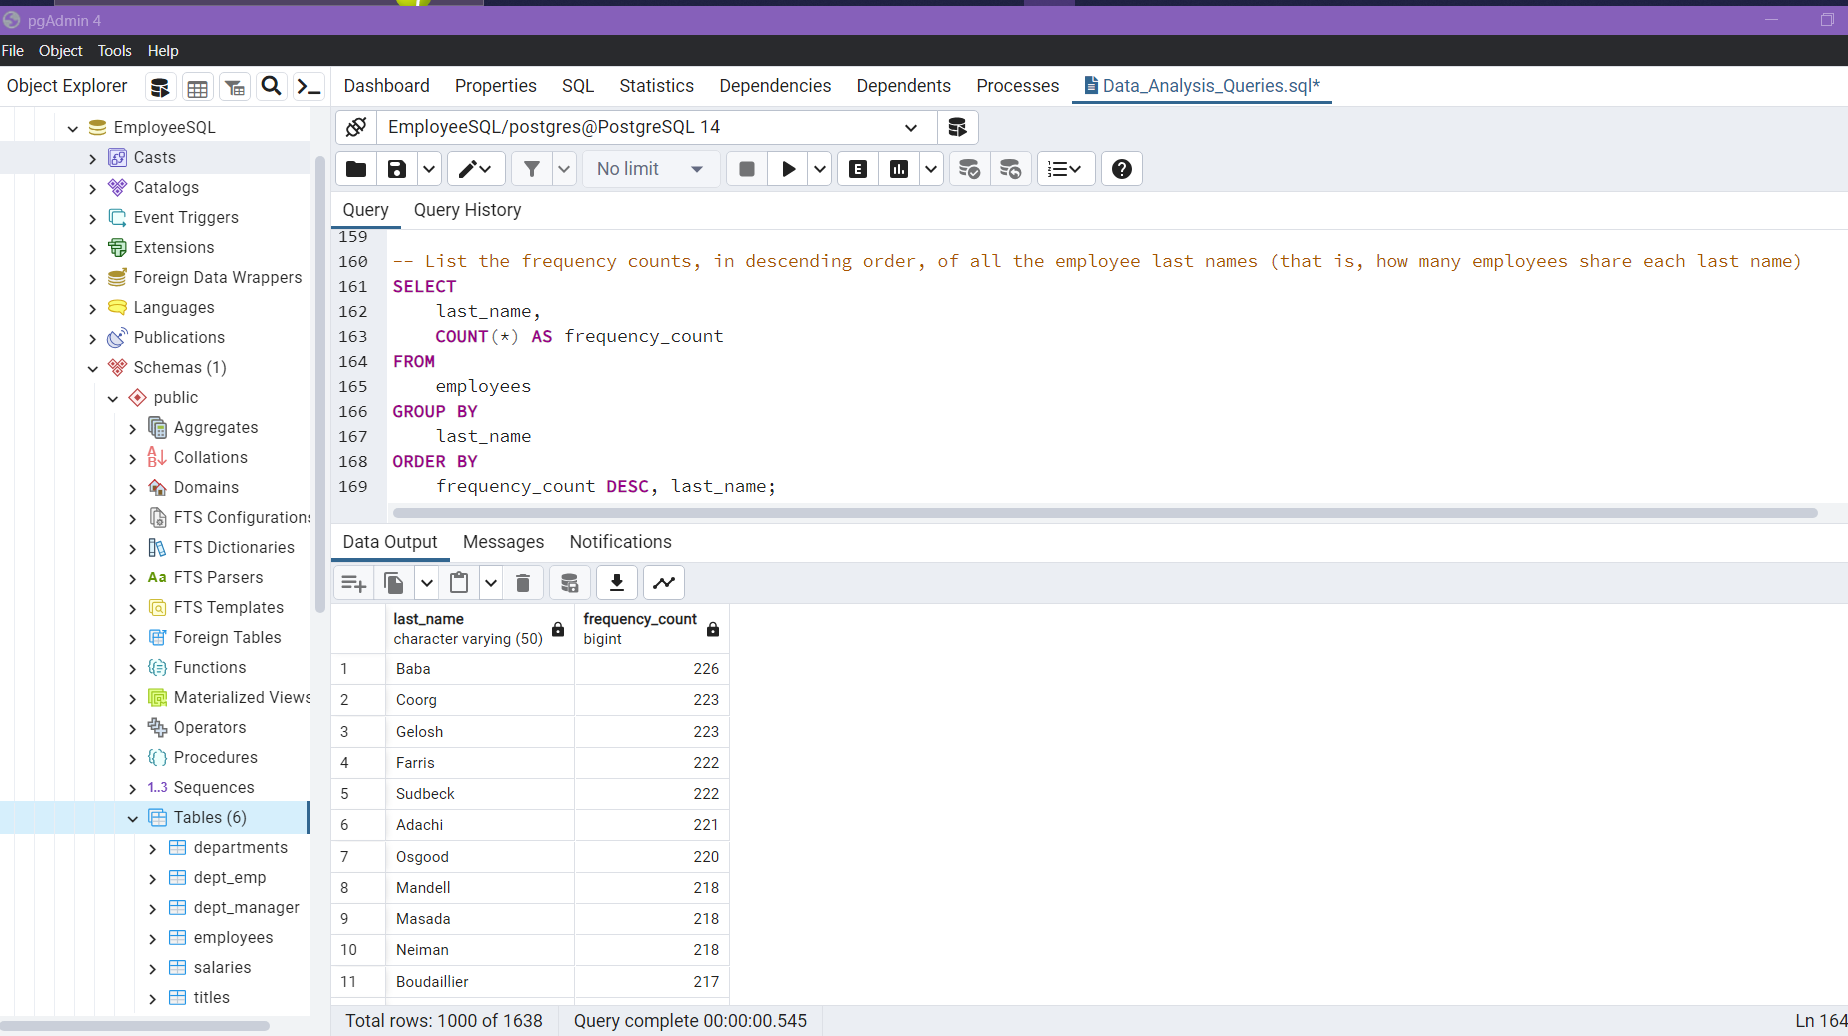 pgAdmin 4
File Object Tools Help
Object Explorer
Dashboard Properties SQL Statistics Dependencies Dependents Processes Data_Analysis_Queries.sql*
EmployeeSQL
Casts
Catalogs
Event Triggers
Extensions
Foreign Data Wrappers
Languages
Publications
Schemas (1)
public
Aggregates
Collations
Domains
FTS Configurations
FTS Dictionaries
Aa FTS Parsers
FTS Templates
Foreign Tables
Functions
Materialized Views
Operators
Procedures
1..3 Sequences
Tables (6)
departments
dept_emp
dept_manager
employees
salaries
titles
EmployeeSQL/postgres@PostgreSQL 14
No limit E
Query Query History
159
160 -- List the frequency counts, in descending order, of all the employee last names (that is, how many employees share each last name)
161 SELECT
162 last_name,
163 COUNT(*) AS frequency_count
164 FROM
165 employees
166 GROUP BY
167 last_name
168 ORDER BY
169 frequency_count DESC, last_name;
Data Output Messages Notifications
last_name frequency_count
character varying (50) bigint
1 Baba 226
2 Coorg 223
3 Gelosh 223
4 Farris 222
5 Sudbeck 222
6 Adachi 221
7 Osgood 220
8 Mandell 218
9 Masada 218
10 Neiman 218
11 Boudaillier 217
Total rows: 1000 of 1638 Query complete 00:00:00.545 Ln 164